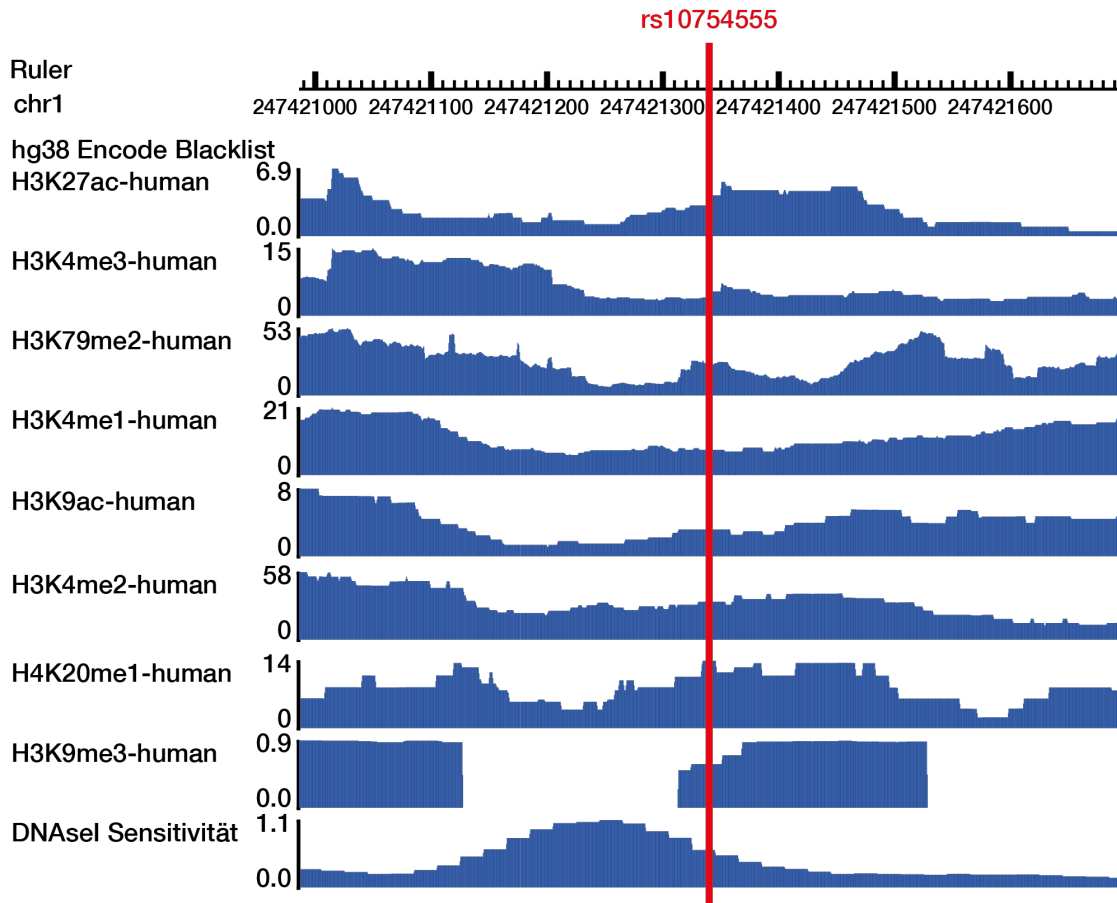 rs10754555
Ruler
chr1
247421000 247421100 247421200 247421300 247421400 247421500 247421600
hg38 Encode Blacklist
H3K27ac-human
6.9
0.0
H3K4me3-human
15
0
H3K79me2-human
53
0
H3K4me1-human
21
0
H3K9ac-human
8
0
H3K4me2-human
58
0
H4K20me1-human
14
0
H3K9me3-human
0.9
0.0
DNAseI Sensitivität
1.1
0.0